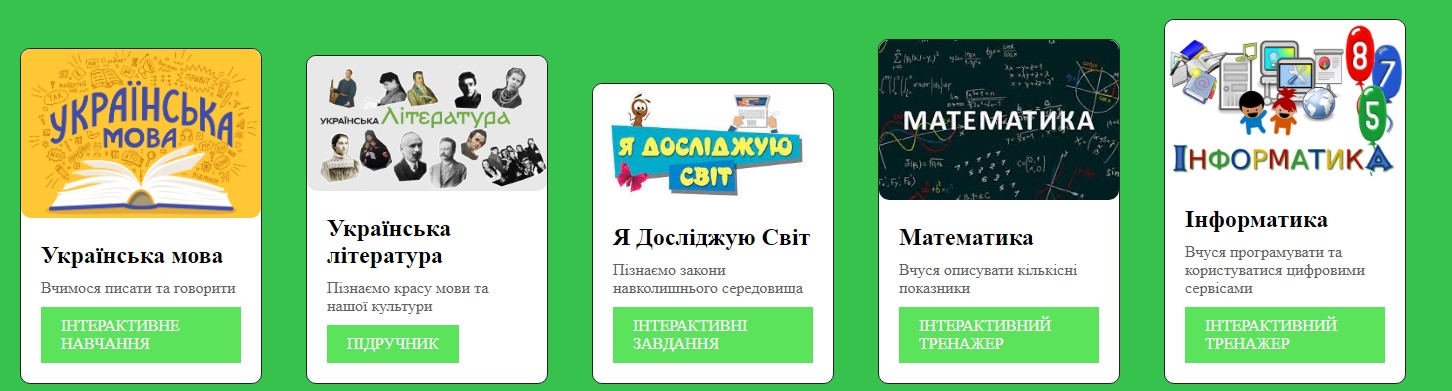 УКРАЇНСЬКА
МОВА
Українська мова
Вчимося писати та говорити
ІНТЕРАКТИВНЕ
НАВЧАННЯ
УКРАЇНСЬКА Література
Українська
література
Пізнаємо красу мови та
нашої культури
ПІДРУЧНИК
Я ДОСЛІДЖУЮ
СВІТ
Я Досліджую Світ
Пізнаємо закони
навколишнього середовища
ІНТЕРАКТИВНІ
ЗАВДАННЯ
МАТЕМАТИКА
Математика
Вчуся описувати кількісні
показники
ІНТЕРАКТИВНИЙ
ТРЕНАЖЕР
8
7
5
ІНФОРМАТИКА
Інформатика
Вчуся програмувати та
користуватися цифровими
сервісами
ІНТЕРАКТИВНИЙ
ТРЕНАЖЕР